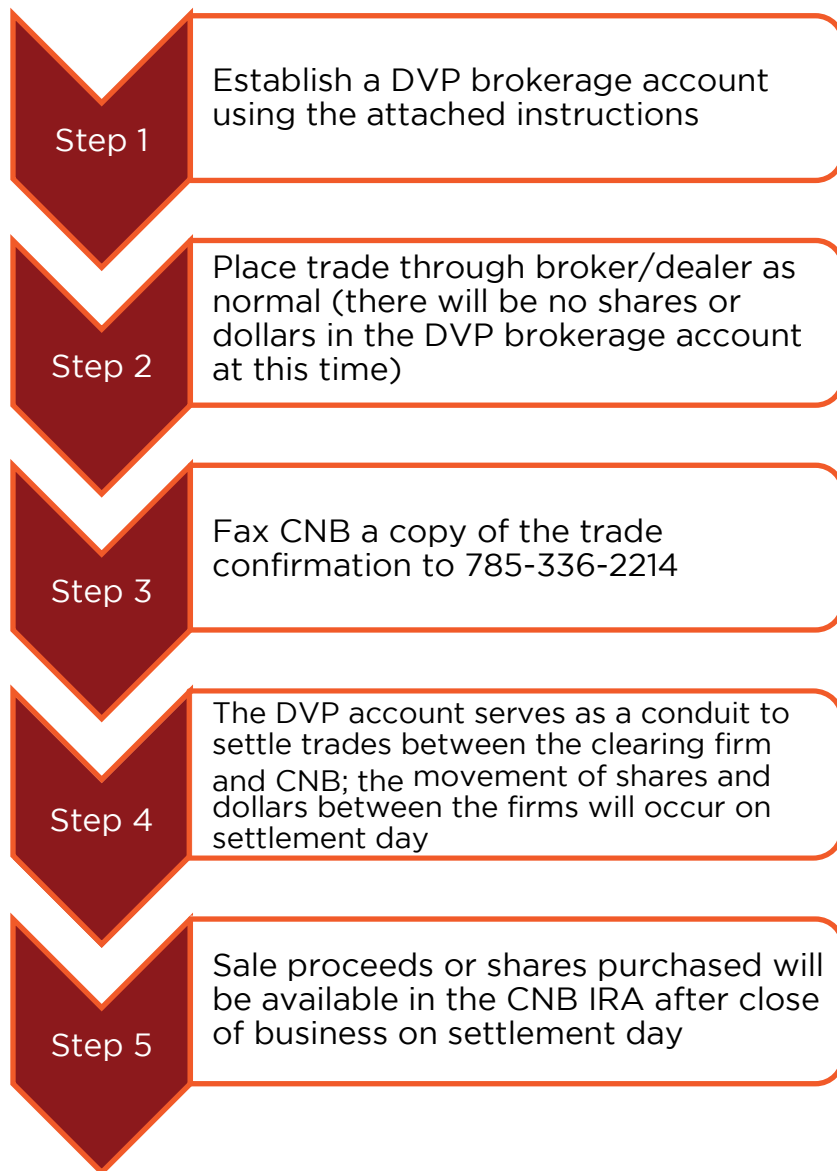 Step 1
Establish a DVP brokerage account
using the attached instructions
Step 2
Place trade through broker/dealer as
normal (there will be no shares or
dollars in the DVP brokerage account
at this time)
Step 3
Fax CNB a copy of the trade
confirmation to 785-336-2214
Step 4
The DVP account serves as a conduit to
settle trades between the clearing firm
and CNB; the movement of shares and
dollars between the firms will occur on
settlement day
Step 5
Sale proceeds or shares purchased will
be available in the CNB IRA after close
of business on settlement day